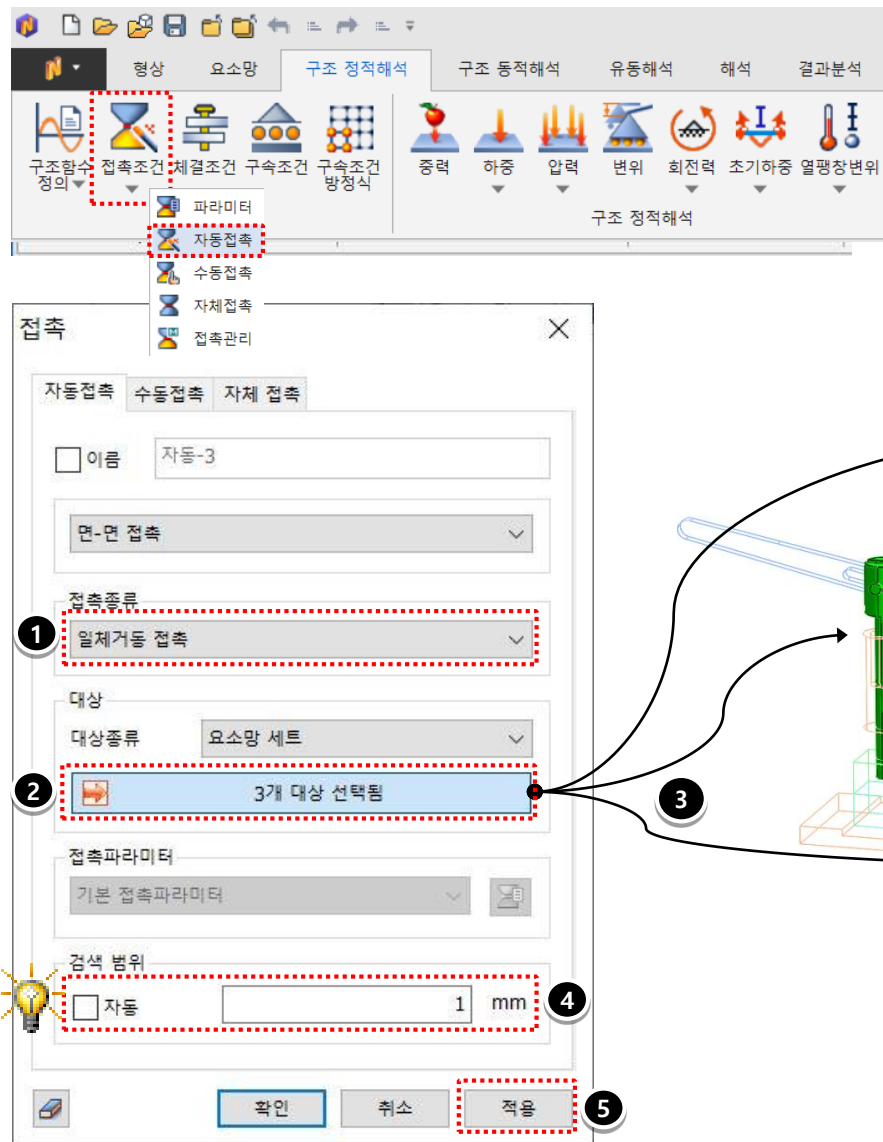 형상 요소망 구조 정적해석 구조 동적해석 유동해석 해석 결과분석
구조함수 정의 접촉조건 체결조건 구속조건 구속조건 방정식 중력 하중 압력 변위 회전력 초기하중 열팽창변위
구조 정적해석
파라미터
자동접촉
수동접촉
자체접촉
접촉관리
접촉
자동접촉 수동접촉 자체 접촉
이름 자동-3
면-면 접촉
접촉종류
1 일체거동 접촉
대상
대상종류 요소망 세트
2 3개 대상 선택됨
3
접촉파라미터
기본 접촉파라미터
검색 범위
자동 1 mm 4
확인 취소 적용 5